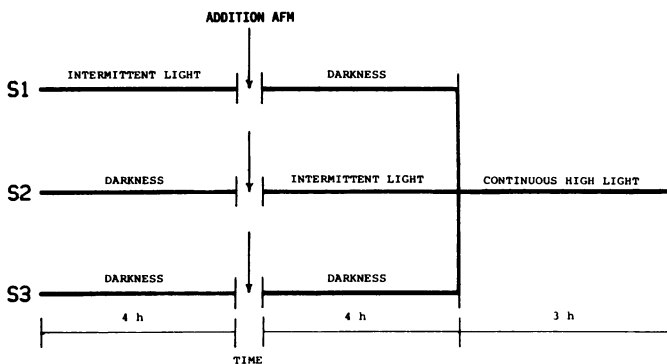 ADDITION AFM
S1 INTERMITTENT LIGHT DARKNESS
S2 DARKNESS INTERMITTENT LIGHT CONTINUOUS HIGH LIGHT
S3 DARKNESS DARKNESS
4 h 4 h 3 h
TIME